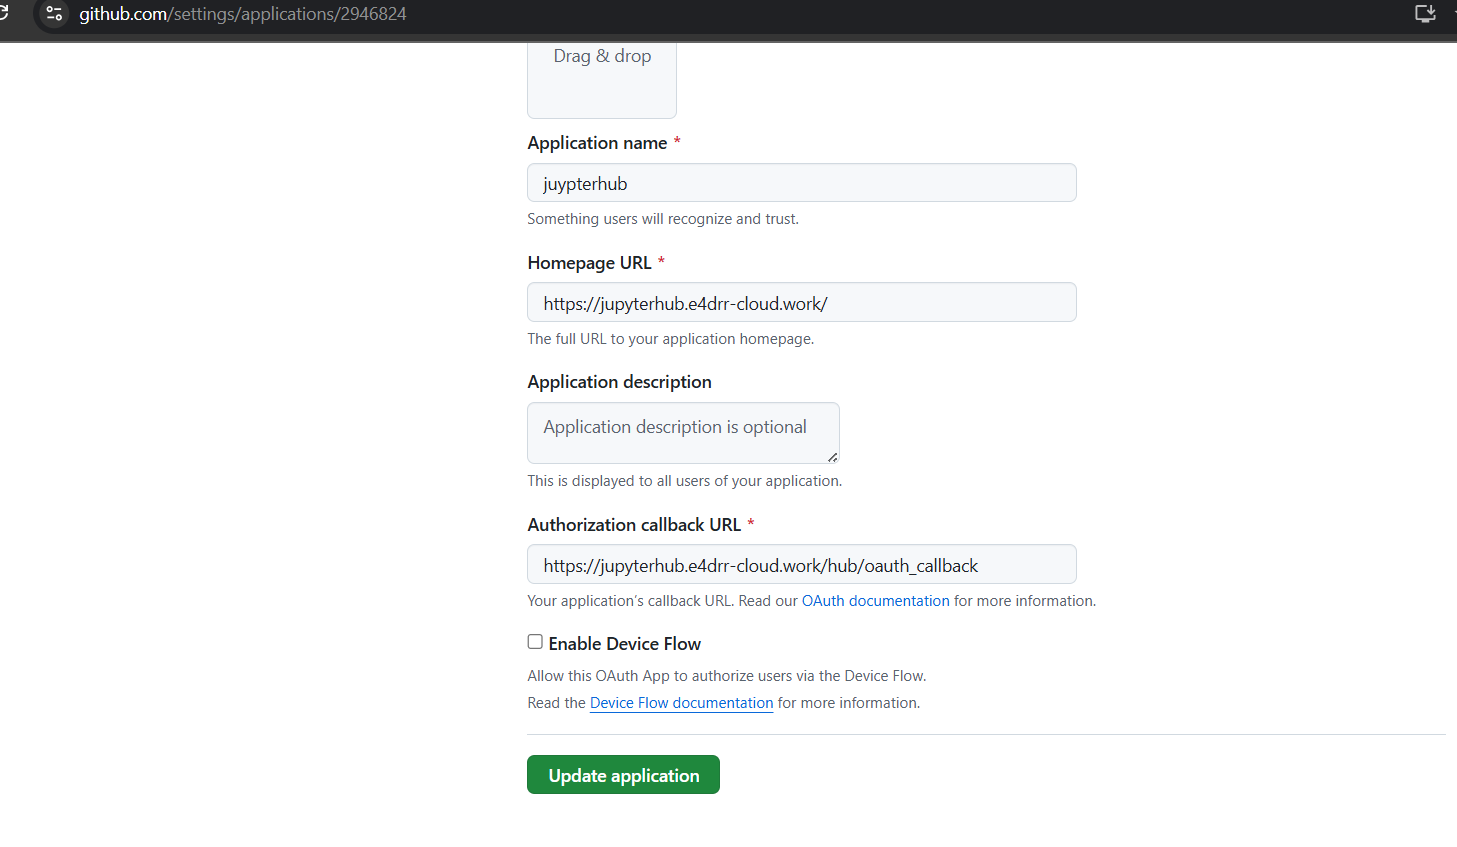 github.com/settings/applications/2946824
Drag & drop
Application name *
juypterhub
Something users will recognize and trust.
Homepage URL *
https://jupyterhub.e4drr-cloud.work/
The full URL to your application homepage.
Application description
Application description is optional
This is displayed to all users of your application.
Authorization callback URL *
https://jupyterhub.e4drr-cloud.work/hub/oauth_callback
Your application’s callback URL. Read our OAuth documentation for more information.
Enable Device Flow
Allow this OAuth App to authorize users via the Device Flow.
Read the Device Flow documentation for more information.
Update application